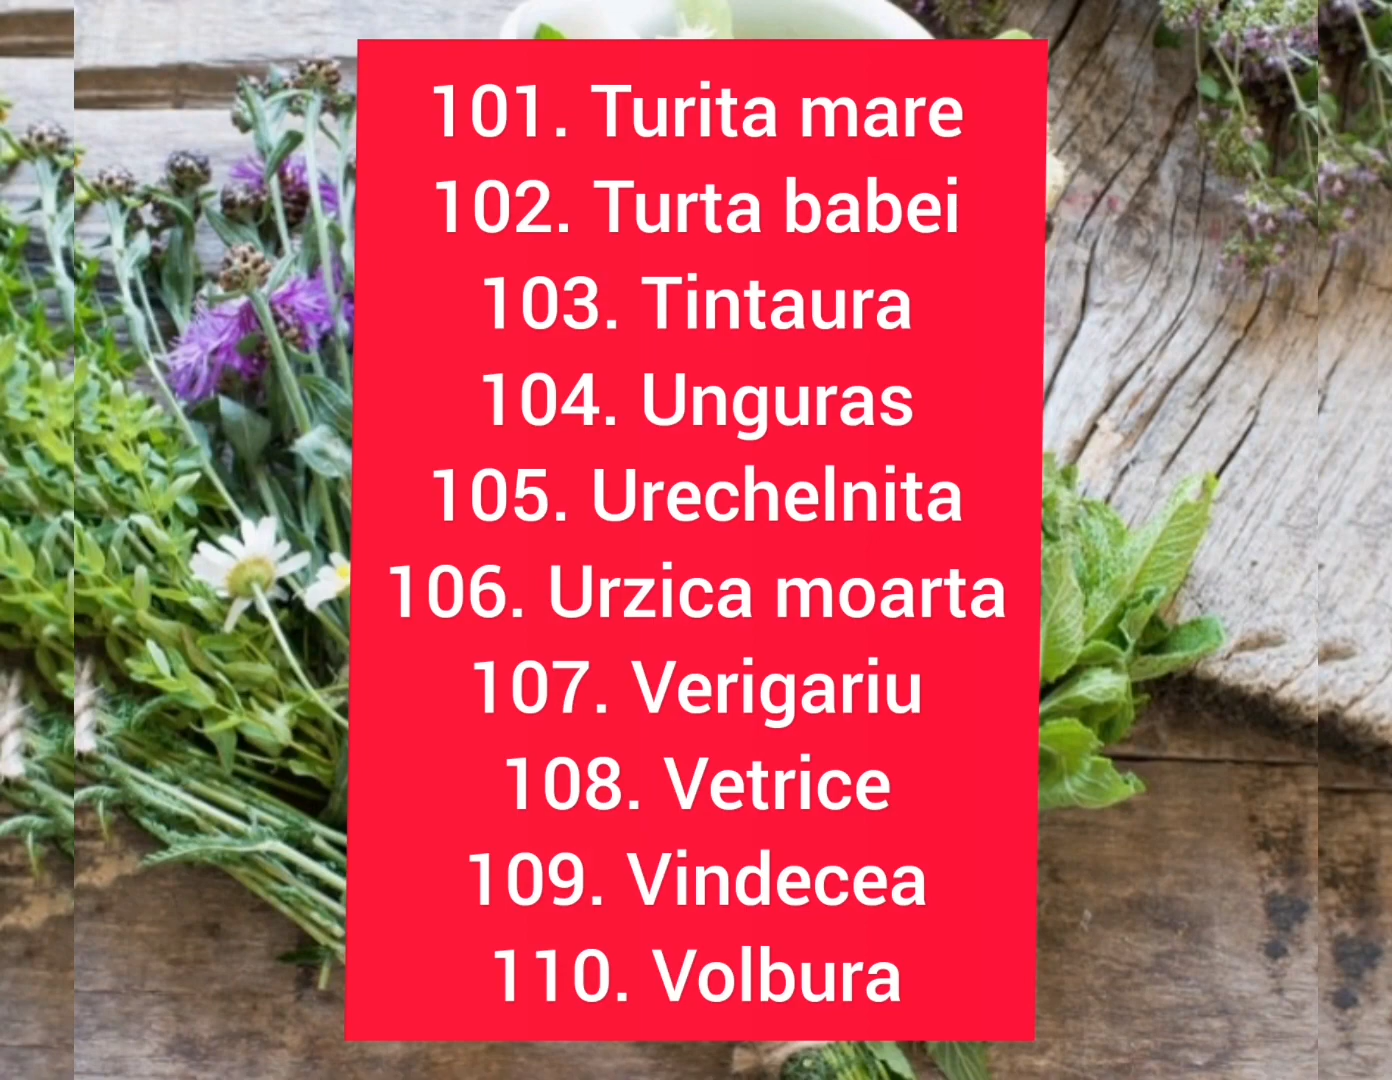 101. Turita mare
102. Turta babei
103. Tintaura
104. Unguras
105. Urechelnita
106. Urzica moarta
107. Verigariu
108. Vetrice
109. Vindecea
110. Volbura